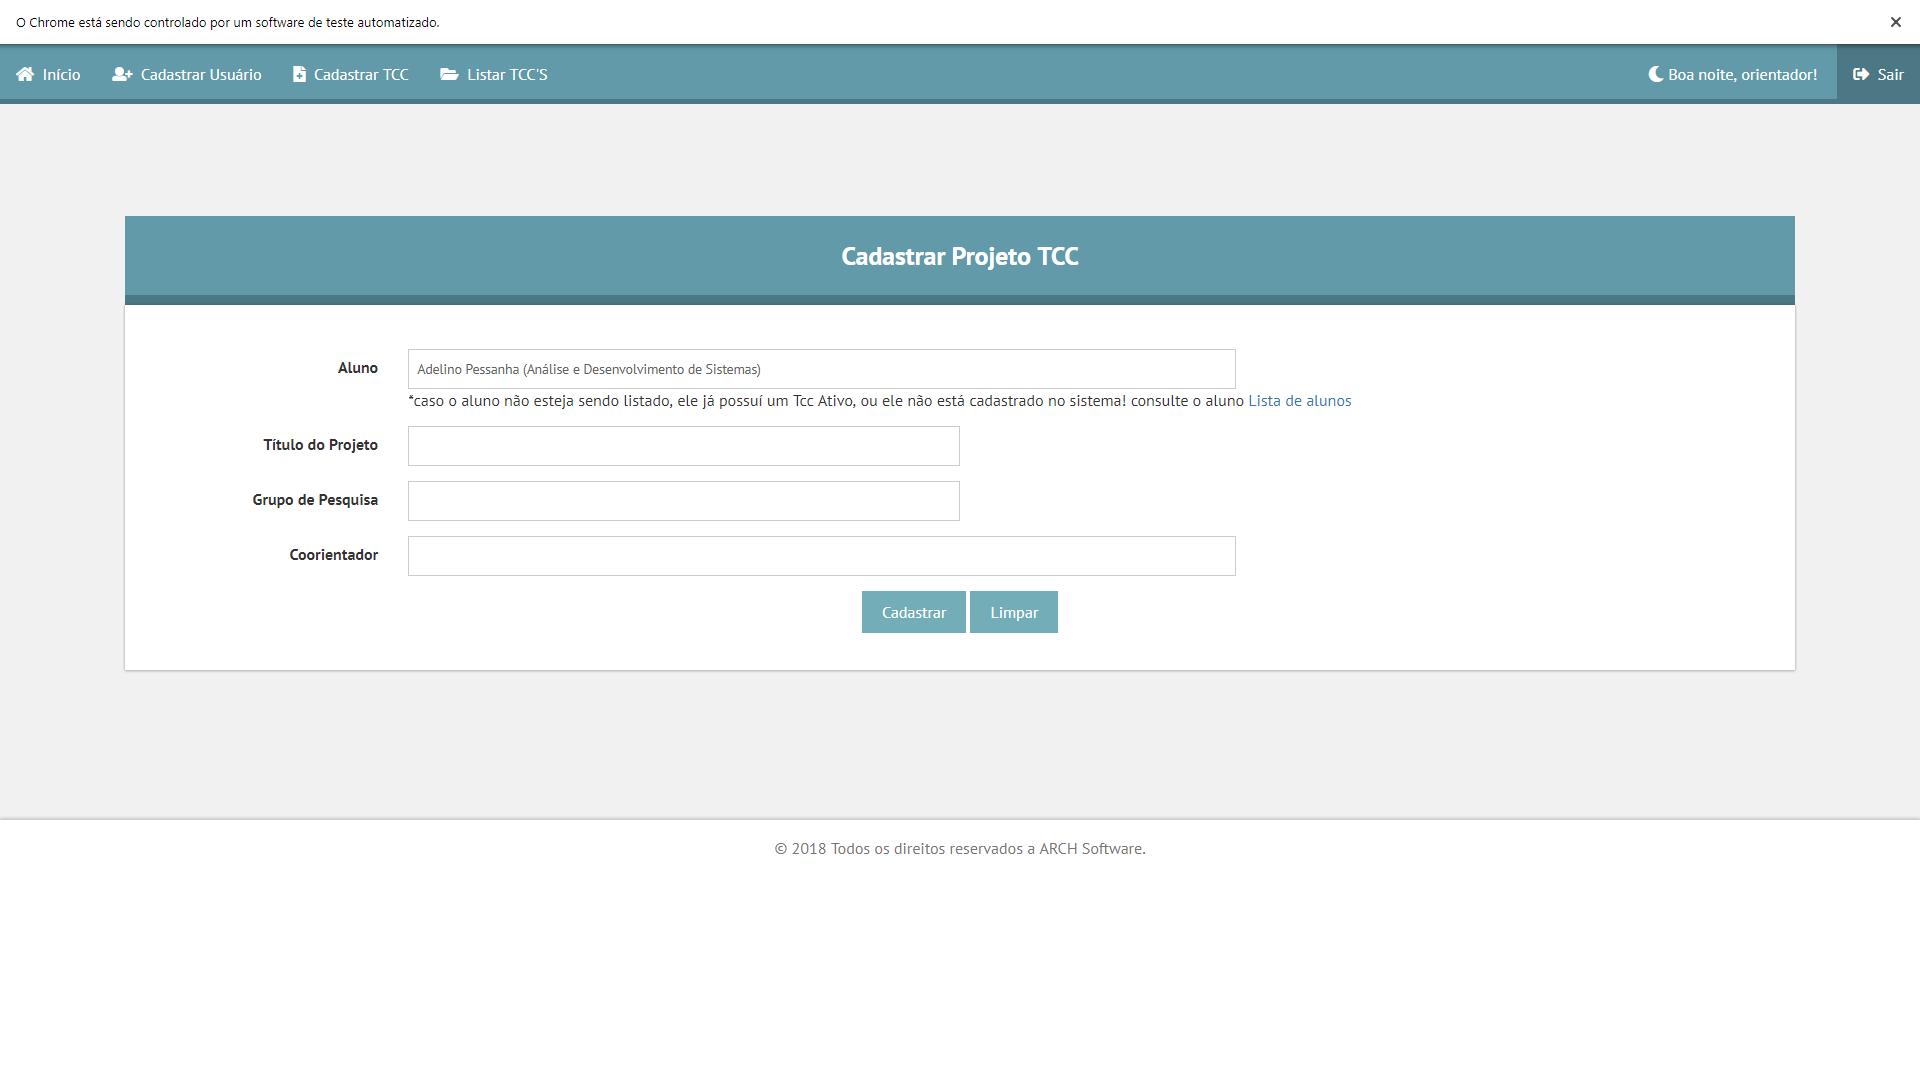 O Chrome está sendo controlado por um software de teste automatizado.
Início Cadastrar Usuário Cadastrar TCC Listar TCC'S Boa noite, orientador! Sair
Cadastrar Projeto TCC
Aluno Adelino Pessanha (Análise e Desenvolvimento de Sistemas)
*caso o aluno não esteja sendo listado, ele já possuí um Tcc Ativo, ou ele não está cadastrado no sistema! consulte o aluno Lista de alunos
Título do Projeto
Grupo de Pesquisa
Coorientador
Cadastrar Limpar
© 2018 Todos os direitos reservados a ARCH Software.